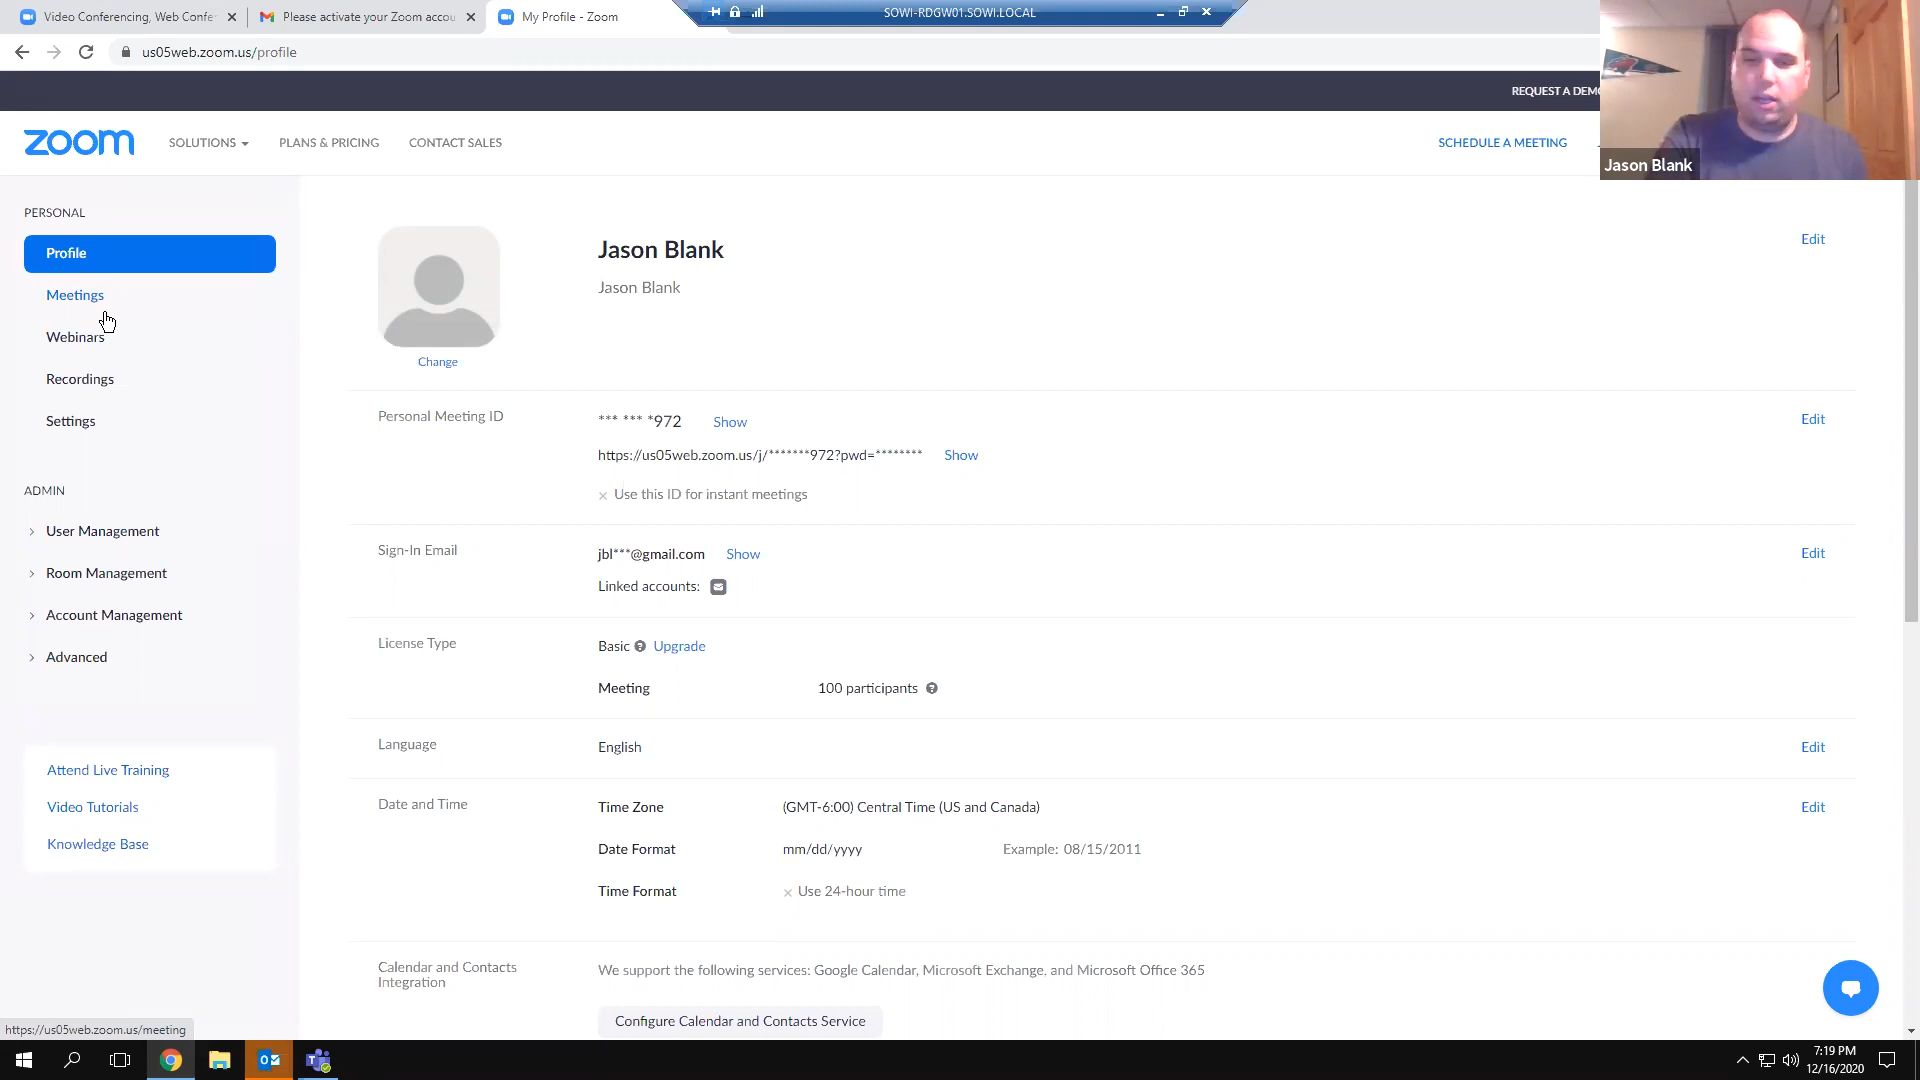 Video Conferencing, Web Confe
Please activate your Zoom accou
My Profile - Zoom
SOWI-RDGW01.SOWI.LOCAL
us05web.zoom.us/profile
REQUEST A DEMO
zoom
SOLUTIONS
PLANS & PRICING
CONTACT SALES
SCHEDULE A MEETING
Jason Blank
PERSONAL
Profile
Meetings
Webinars
Recordings
Settings
ADMIN
User Management
Room Management
Account Management
Advanced
Attend Live Training
Video Tutorials
Knowledge Base
Jason Blank
Edit
Jason Blank
Change
Personal Meeting ID
*** *** *972 Show
Edit
https://us05web.zoom.us/j/*******972?pwd=******** Show
× Use this ID for instant meetings
Sign-In Email
jbl***@gmail.com Show
Edit
Linked accounts:
License Type
Basic Upgrade
Meeting 100 participants
Language
English
Edit
Date and Time
Time Zone (GMT-6:00) Central Time (US and Canada)
Edit
Date Format mm/dd/yyyy Example: 08/15/2011
Time Format × Use 24-hour time
Calendar and Contacts
Integration
We support the following services: Google Calendar, Microsoft Exchange, and Microsoft Office 365
Configure Calendar and Contacts Service
https://us05web.zoom.us/meeting
7:19 PM
12/16/2020